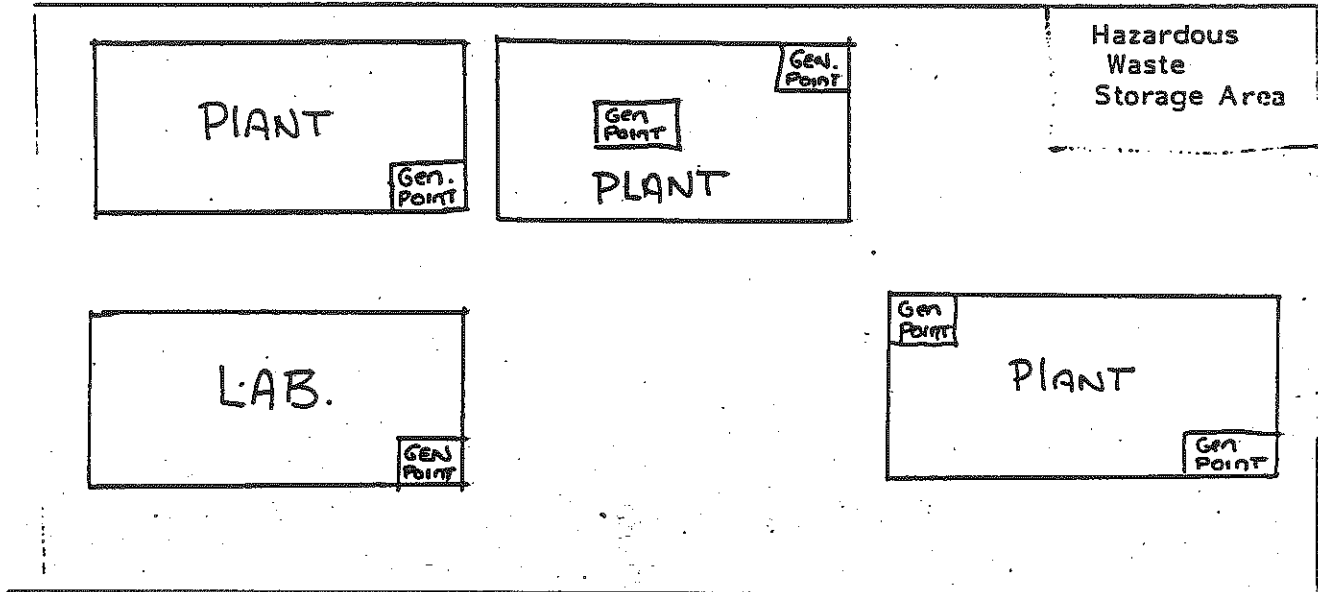 PLANT
Gen.
POINT
GEN.
POINT
Gen
POINT
PLANT
Hazardous
Waste
Storage Area
LAB.
GEN
POINT
Gen
POINT
PLANT
Gen
POINT